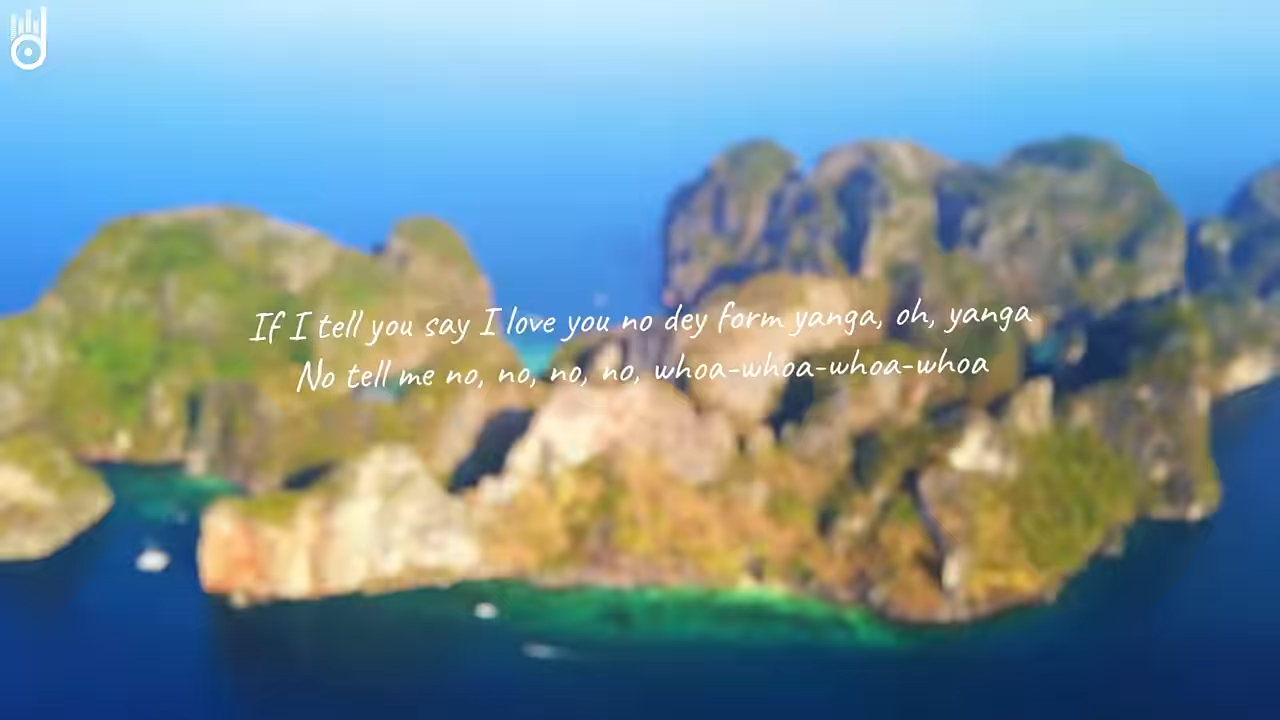 If I tell you say I love you no dey form yanga, oh, yanga
No tell me no, no, no, no, whoa-whoa-whoa-whoa